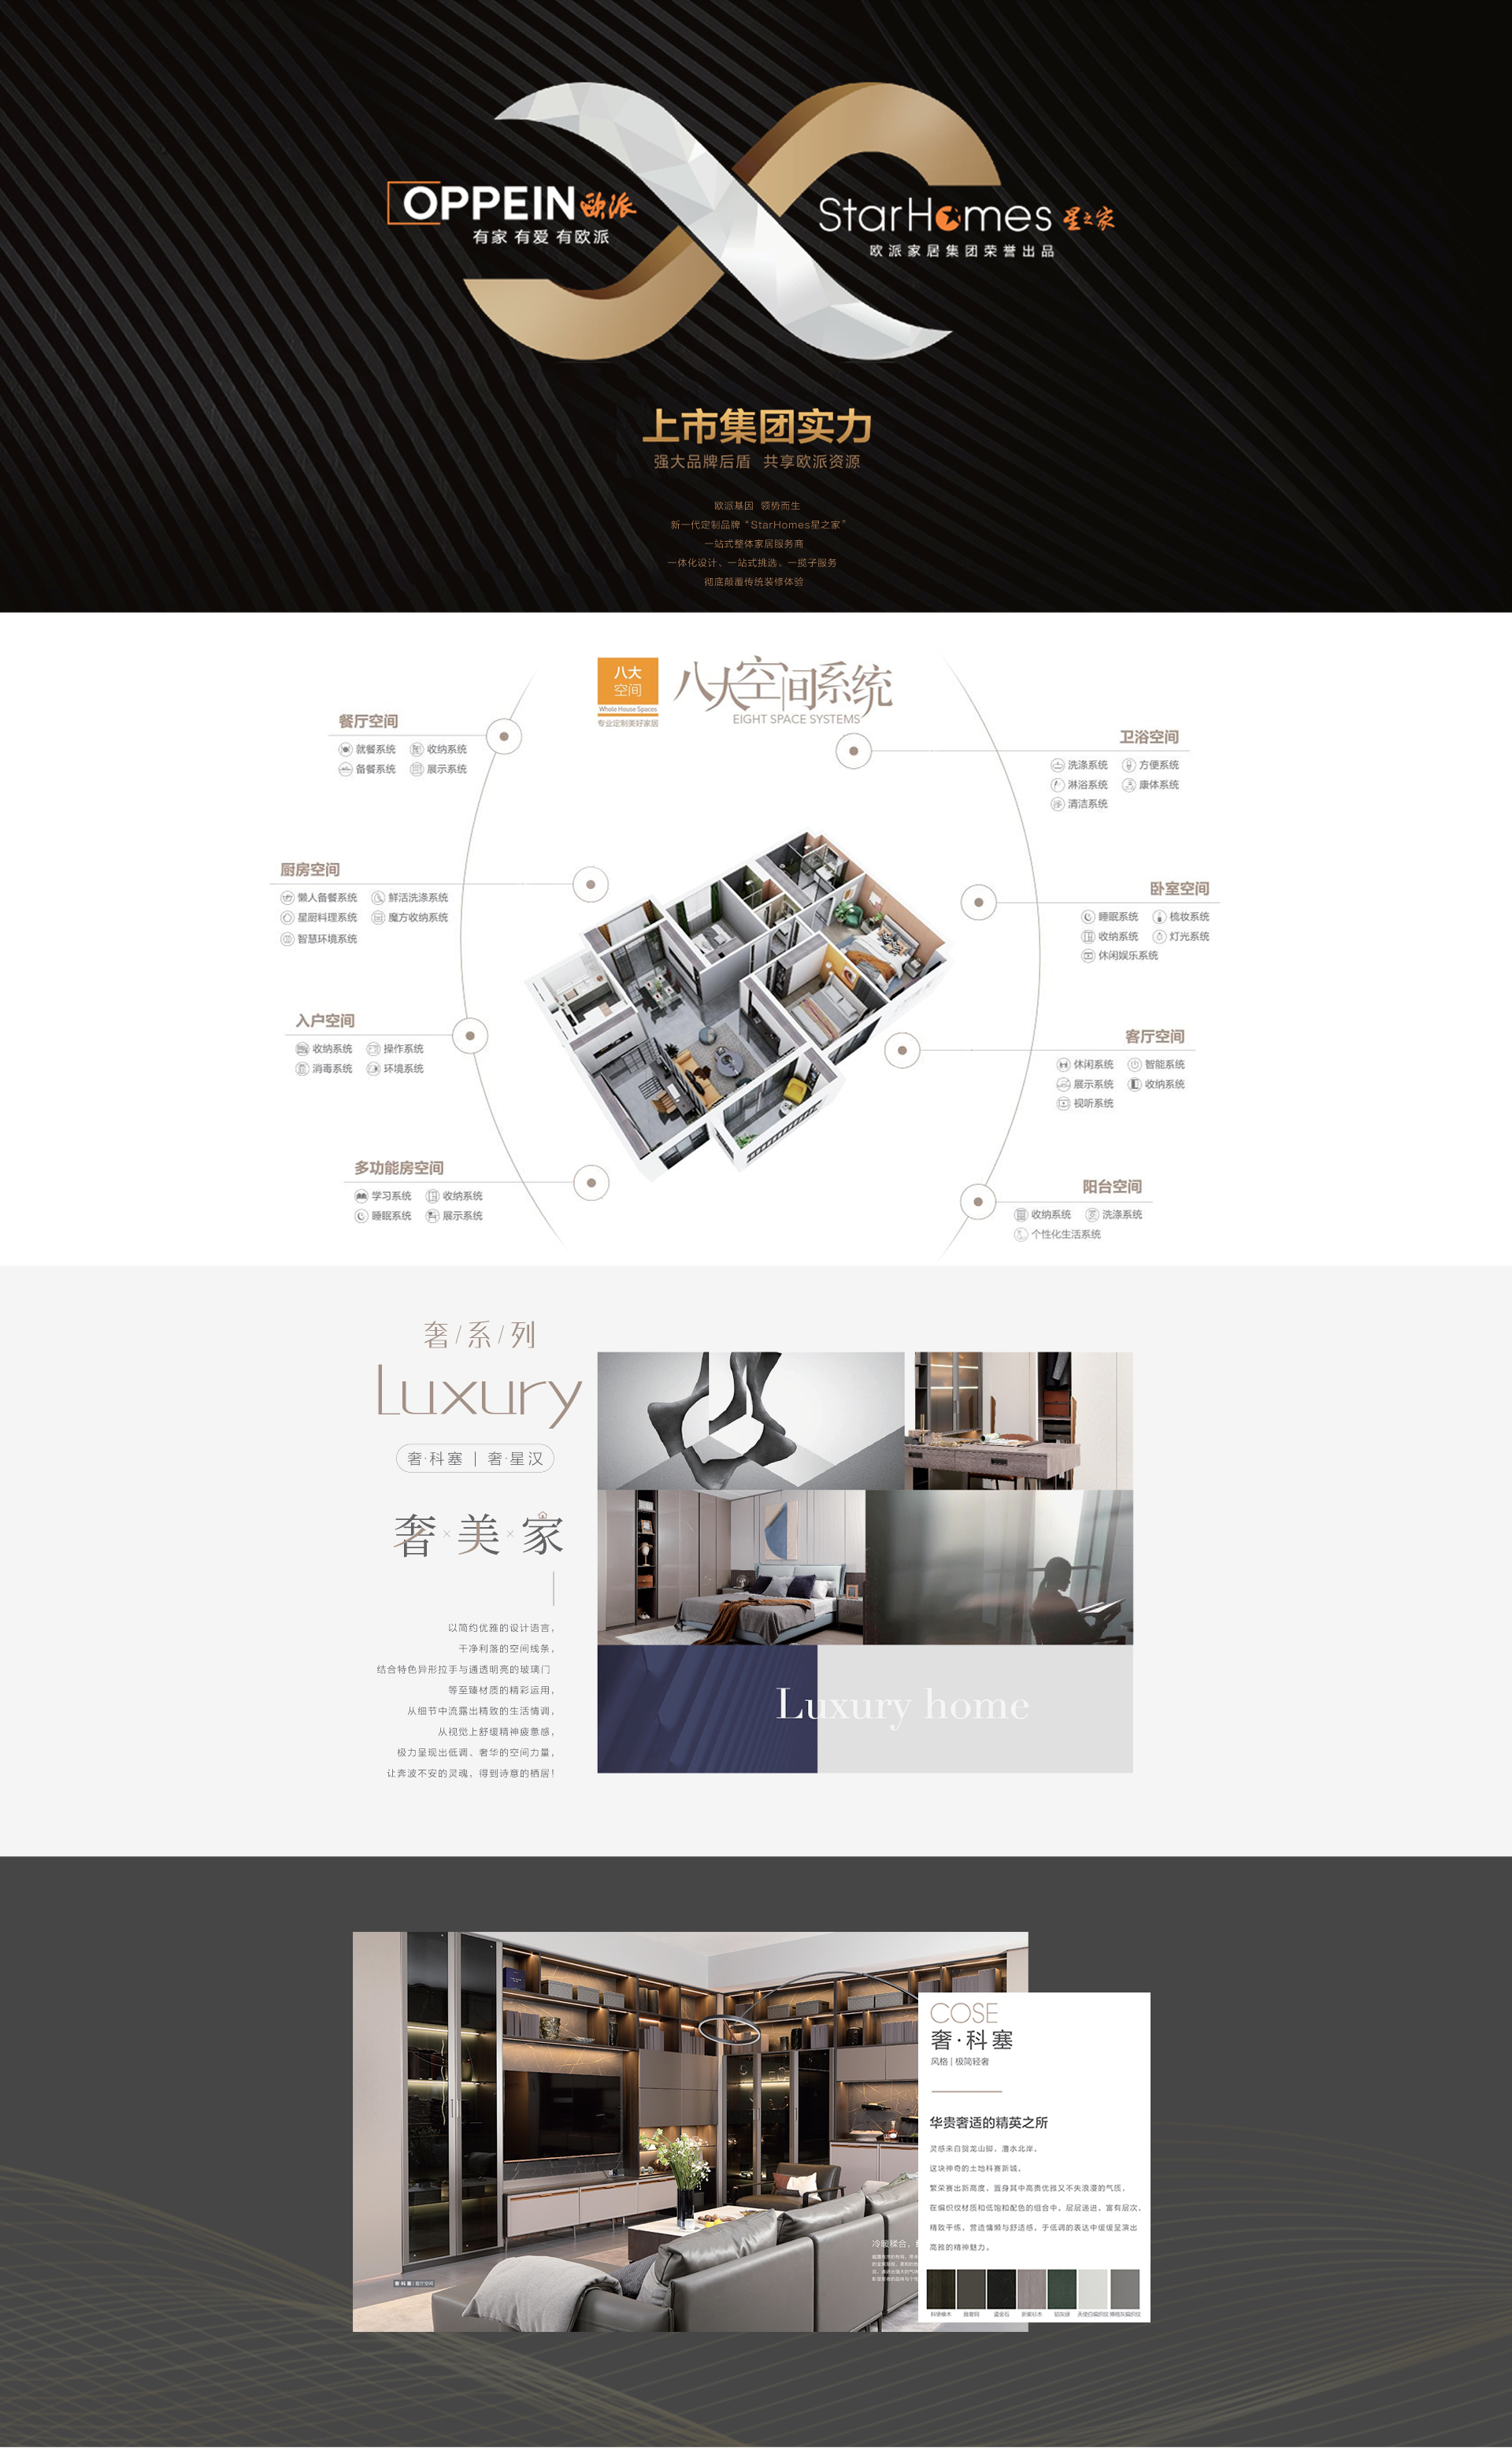 OPPEIN欧派
有家 有爱 有欧派
StarHomes 星之家
欧派家居集团荣誉出品
上市集团实力
强大品牌后盾 共享欧派资源
欧派基因 领势而生
新一代定制品牌“StarHomes星之家”
一站式整体家居服务商
一体化设计、一站式挑选、一揽子服务
彻底颠覆传统装修体验
八大
空间
Whole House Spaces
专业定制美好家居
八大空间系统
EIGHT SPACE SYSTEMS
餐厅空间
就餐系统 收纳系统
备餐系统 展示系统
厨房空间
懒人备餐系统 鲜活洗涤系统
星厨料理系统 魔方收纳系统
智慧环境系统
入户空间
收纳系统 操作系统
消毒系统 环境系统
多功能房空间
学习系统 收纳系统
睡眠系统 展示系统
卫浴空间
洗涤系统 方便系统
淋浴系统 康体系统
清洁系统
卧室空间
睡眠系统 梳妆系统
收纳系统 灯光系统
休闲娱乐系统
客厅空间
休闲系统 智能系统
展示系统 收纳系统
视听系统
阳台空间
收纳系统 洗涤系统
个性化生活系统
奢/系/列
Luxury
奢·科塞 | 奢·星汉
奢×美×家
以简约优雅的设计语言，
干净利落的空间线条，
结合特色异形拉手与通透明亮的玻璃门
等至臻材质的精彩运用，
从细节中流露出精致的生活情调，
从视觉上舒缓精神疲惫感，
极力呈现出低调、奢华的空间力量，
让奔波不安的灵魂，得到诗意的栖居！
Luxury home
COSE
奢·科塞
风格 | 极简轻奢
华贵奢适的精英之所
灵感来自贺龙山脚，澧水北岸，
这块神奇的土地科赛新城，
繁荣赛出新高度，置身其中高贵优雅又不失浪漫的气质，
在编织纹材质和低饱和配色的组合中，层层递进，富有层次，
精致干练，营造慵懒与舒适感，于低调的表达中缓缓呈演出
高雅的精神魅力。
奢·科塞 | 客厅空间